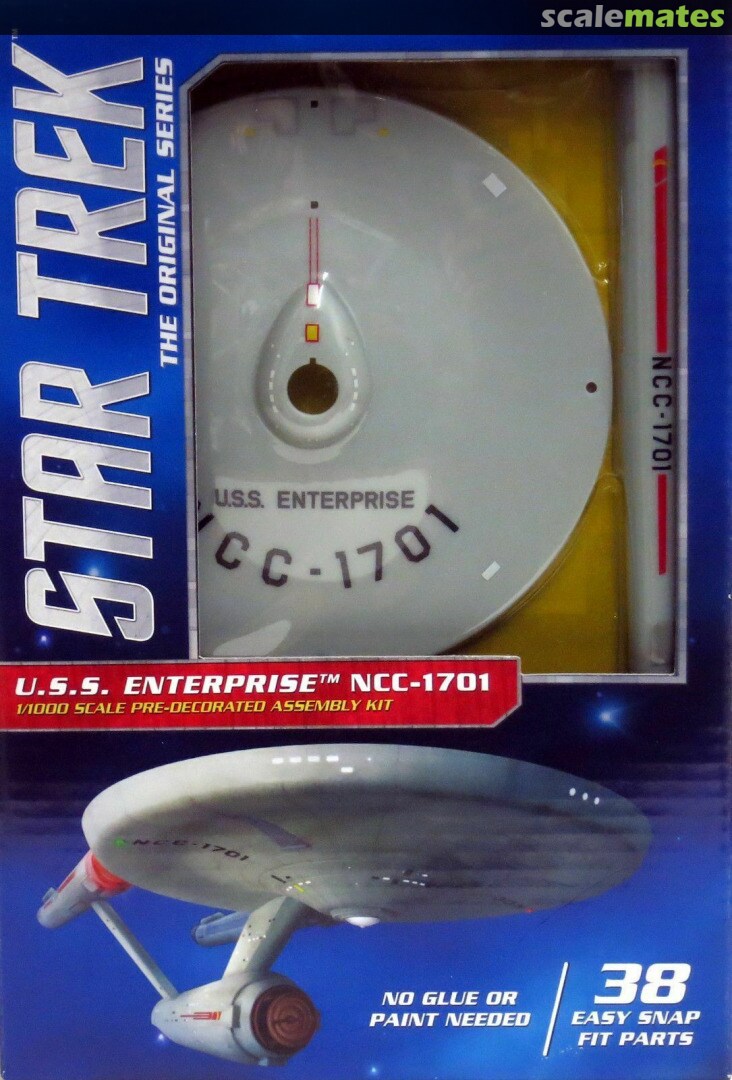 scalemates
STAR TREK™
THE ORIGINAL SERIES
NCC-1701
U.S.S. ENTERPRISE
NCC-1701
U.S.S. ENTERPRISE™ NCC-1701
1/1000 SCALE PRE-DECORATED ASSEMBLY KIT
NCC-1701
NO GLUE OR
PAINT NEEDED
38
EASY SNAP
FIT PARTS